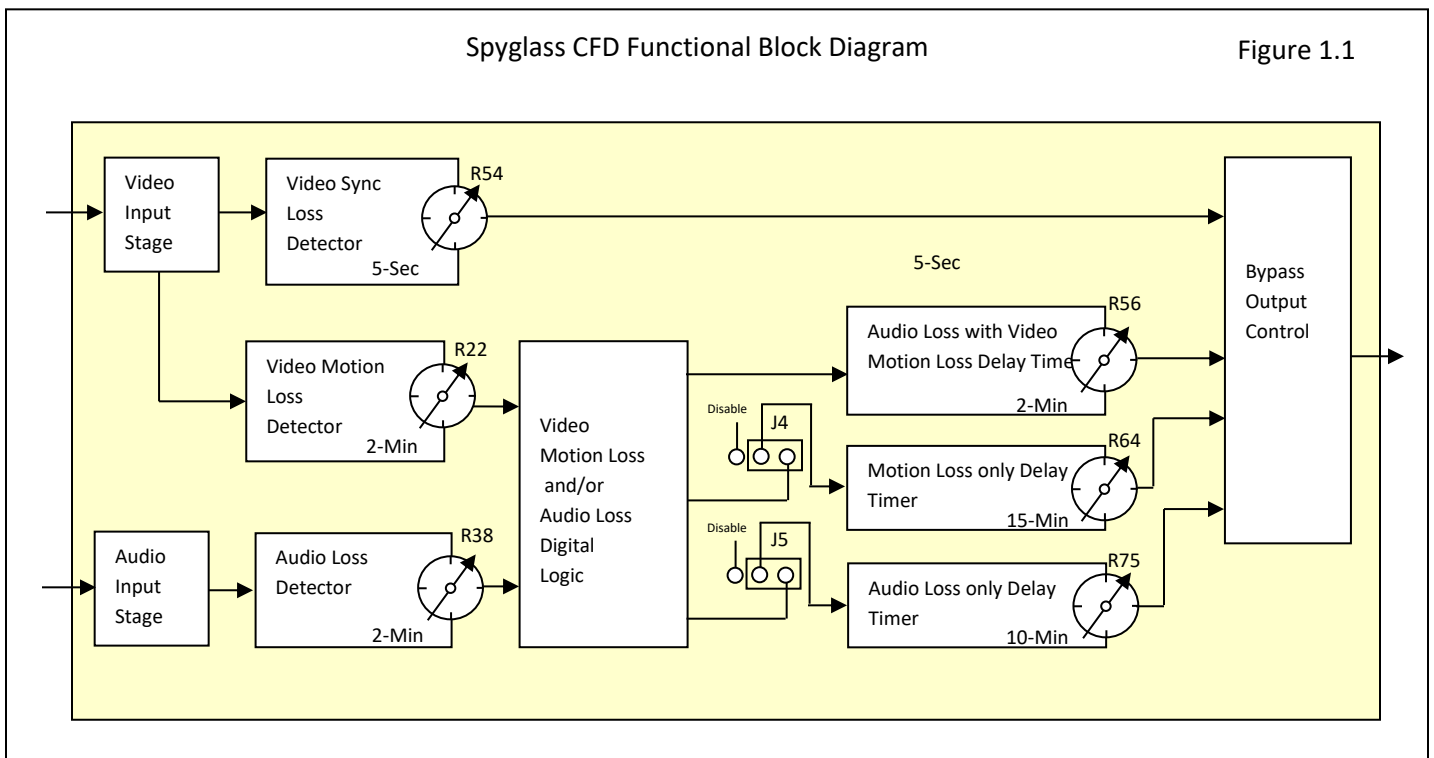 Spyglass CFD Functional Block Diagram
Figure 1.1
Video
Input
Stage
Video Sync
Loss
Detector
R54
5-Sec
5-Sec
Bypass
Output
Control
Video Motion
Loss
Detector
R22
2-Min
Video
Motion Loss
and/or
Audio Loss
Digital
Logic
Audio Loss with Video
Motion Loss Delay Time
R56
2-Min
Disable
J4
Motion Loss only Delay
Timer
R64
15-Min
Audio
Input
Stage
Audio Loss
Detector
R38
2-Min
Disable
J5
Audio Loss only Delay
Timer
R75
10-Min